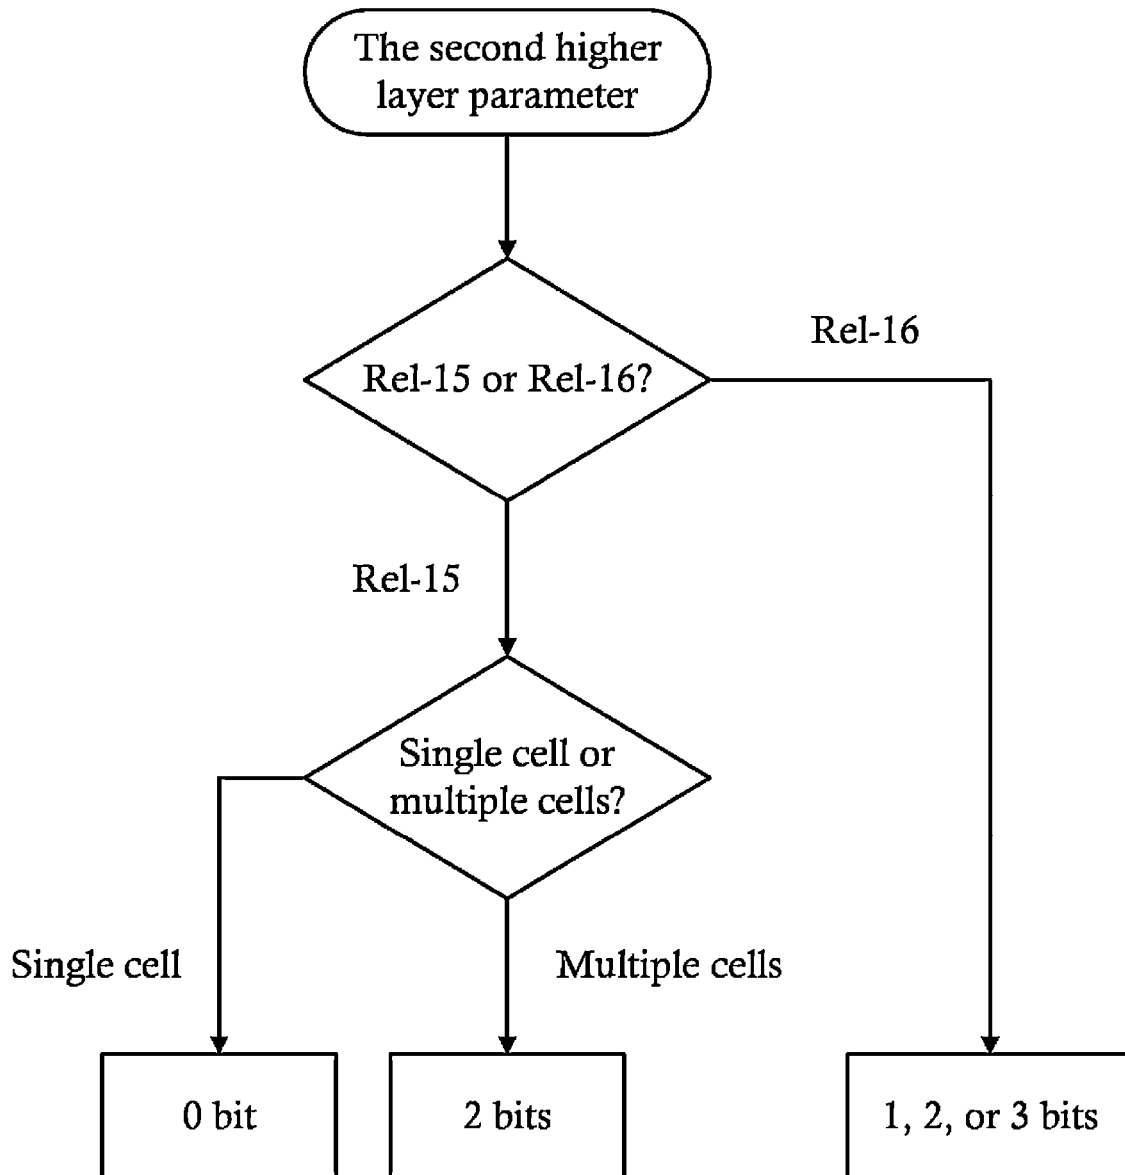 The second higher
layer parameter
Rel-15 or Rel-16?
Rel-16
Rel-15
Single cell or
multiple cells?
Single cell
Multiple cells
0 bit
2 bits
1, 2, or 3 bits